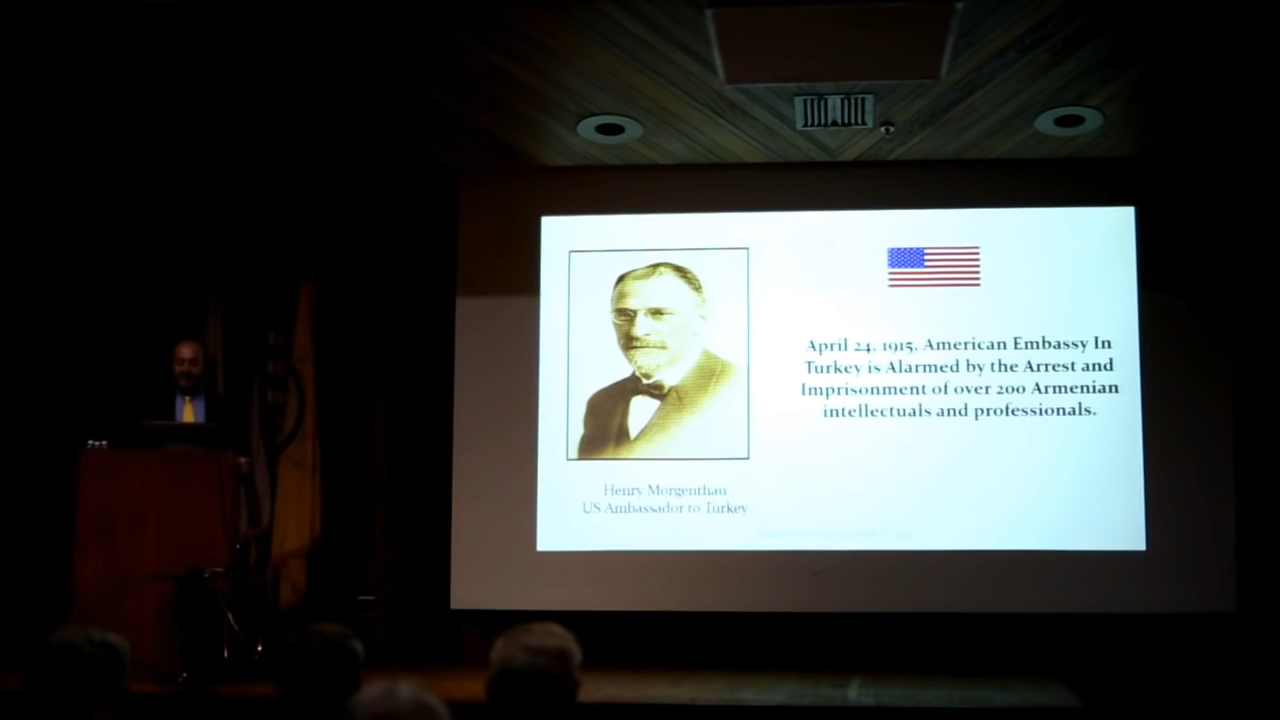 April 24, 1915, American Embassy In
Turkey is Alarmed by the Arrest and
Imprisonment of over 200 Armenian
intellectuals and professionals.
Henry Morgenthau
US Ambassador to Turkey